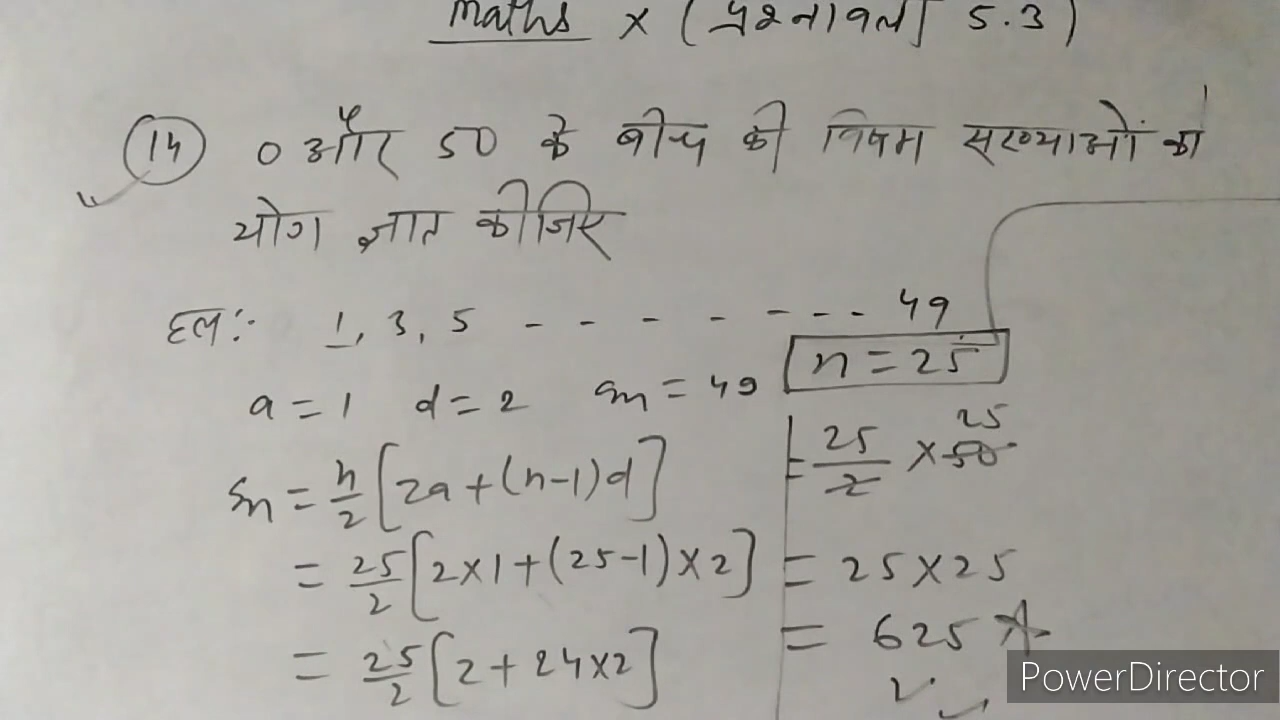 Maths X (प्रश्नावली 5.3)
(14) 0 और 50 के बीच की विषम संख्याओं का
योग ज्ञात कीजिए
हल:- 1, 3, 5 - - - - - - - - 49
n = 25
a = 1 d = 2 an = 49
Sn = n/2 [2a + (n-1)d]
= 25/2 [2×1 + (25-1)×2]
= 25/2 [2 + 24×2]
= 25/2 × 50 25
= 25×25
= 625 A
PowerDirector